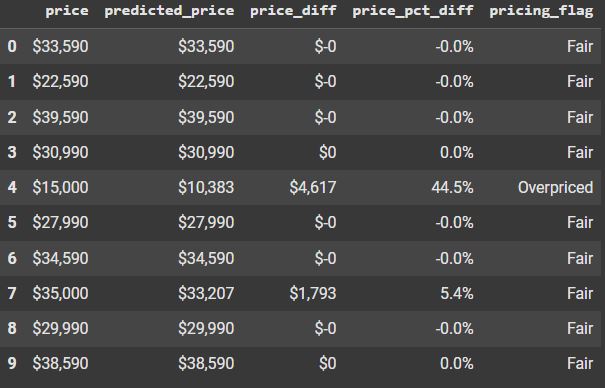 price predicted_price price_diff price_pct_diff pricing_flag
0 $33,590 $33,590 $-0 -0.0% Fair
1 $22,590 $22,590 $-0 -0.0% Fair
2 $39,590 $39,590 $-0 -0.0% Fair
3 $30,990 $30,990 $0 0.0% Fair
4 $15,000 $10,383 $4,617 44.5% Overpriced
5 $27,990 $27,990 $-0 -0.0% Fair
6 $34,590 $34,590 $-0 -0.0% Fair
7 $35,000 $33,207 $1,793 5.4% Fair
8 $29,990 $29,990 $-0 -0.0% Fair
9 $38,590 $38,590 $0 0.0% Fair